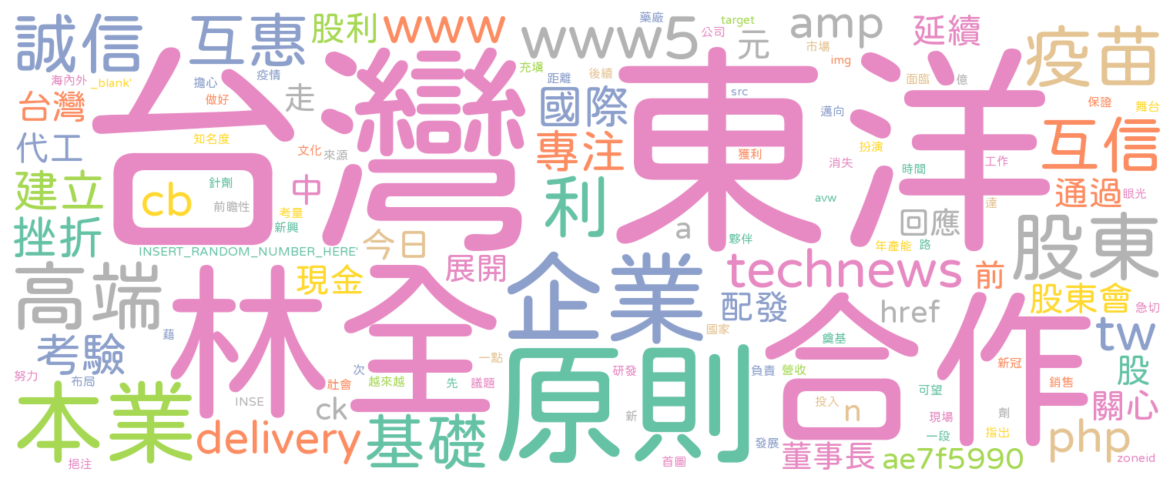 誠信
互惠
股利
www
www5
藥廠
target
公司
元
amp
市場
img
延續
疫苗
海內外
_blank'
擔心
疫情
做好
充填
距離
後續
面臨
億
台灣
走
國際
src
邁向
保證
離台
代工
知名度
文化
來源
專注
獲利
扮演
消失
時間
工作
互信
台灣
東洋
建立
cb
針劑
前瞻性
中
考量
新興
利
avw
達
通過
眼光
挫折
INSERT_RANDOM_NUMBER_HERE'
今日
a
夥伴
回應
年產能
路
股東
高端
現金
展開
企業
technews
前
股東會
急切
林全
配發
href
tw
考驗
藉
國家
奠基
合作
新冠
股
努力
布局
次
越來越
一點
先
議題
社會
原則
研發
負責
營收
可望
銷售
關心
本業
INSE
ck
新
投入
n
現場
劑
指出
一段
php
挹注
delivery
基礎
首圖
發展
董事長
ae7f5990
zoneid